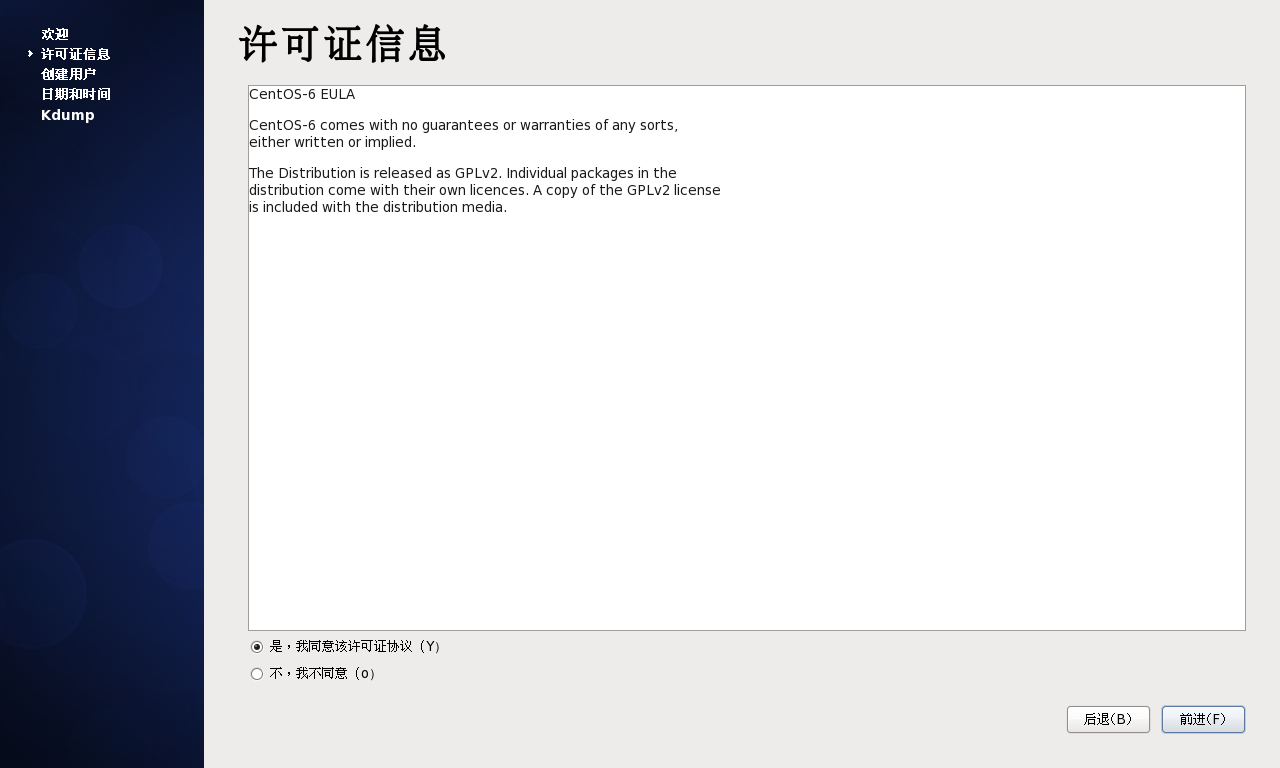 欢迎
许可证信息
创建用户
日期和时间
Kdump
许可证信息
CentOS-6 EULA
CentOS-6 comes with no guarantees or warranties of any sorts,
either written or implied.
The Distribution is released as GPLv2. Individual packages in the
distribution come with their own licences. A copy of the GPLv2 license
is included with the distribution media.
是，我同意该许可证协议（Y）
不，我不同意（o）
后退(B)
前进(F)